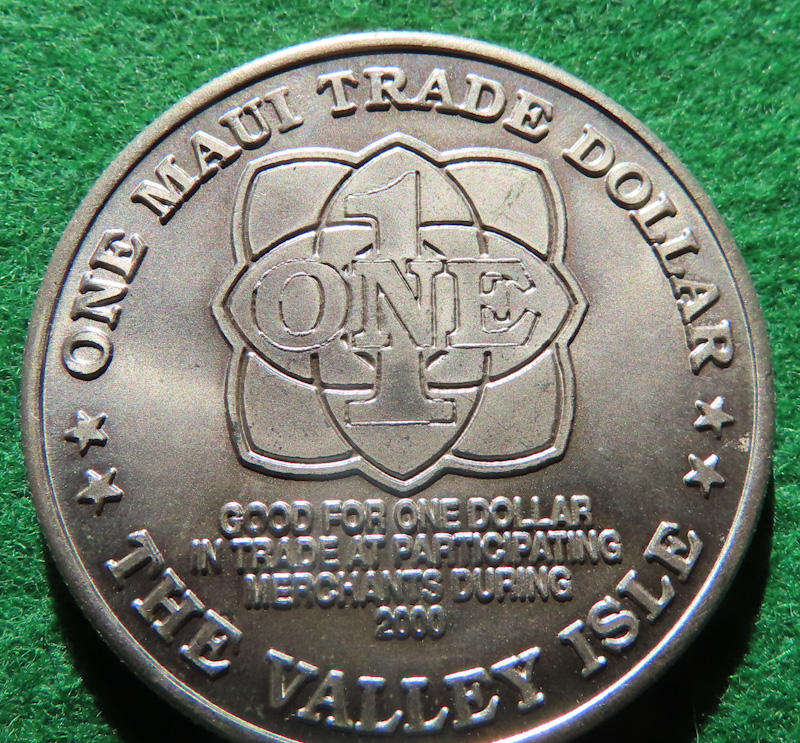 ONE MAUI TRADE DOLLAR
1
ONE
GOOD FOR ONE DOLLAR
IN TRADE AT PARTICIPATING
MERCHANTS DURING
2000
THE VALLEY ISLE